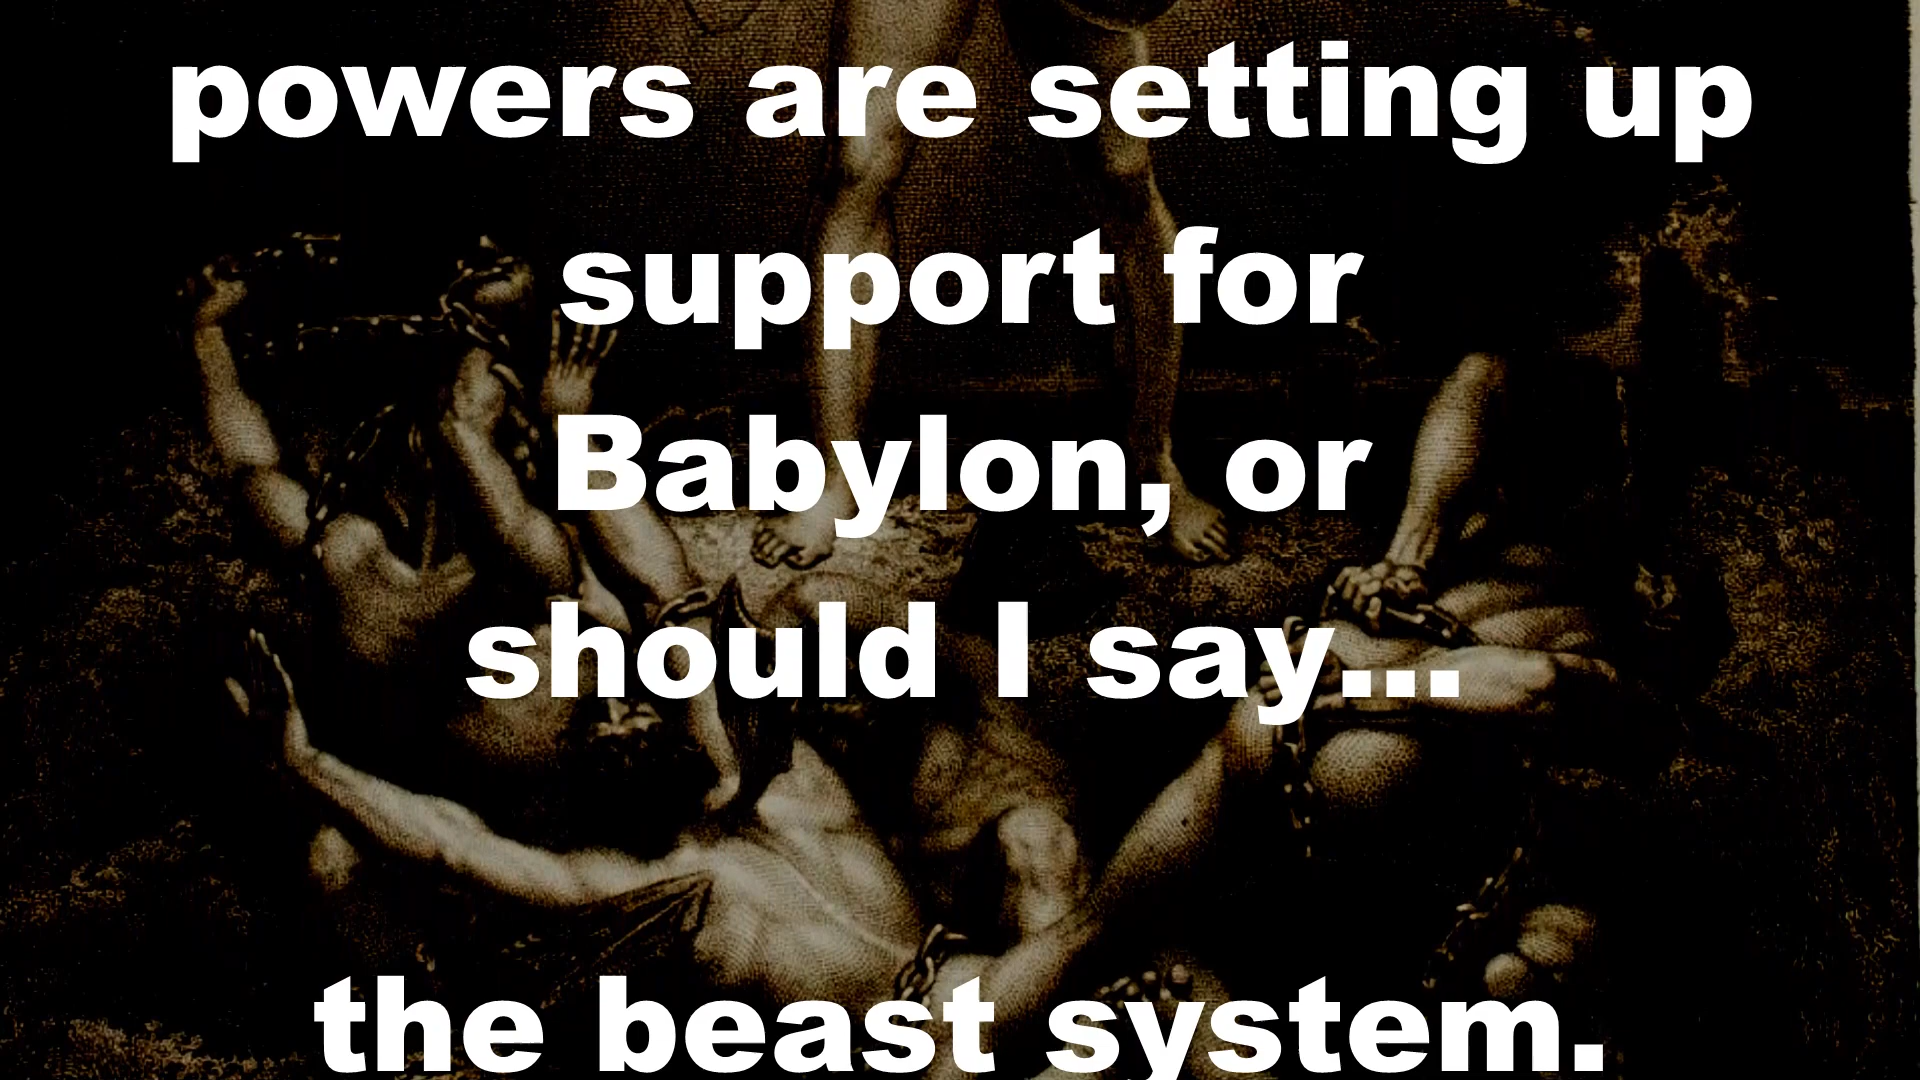 powers are setting up
support for
Babylon, or
should I say...
the beast system.